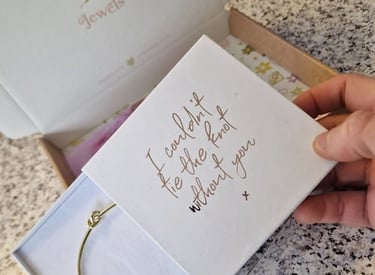 Jewels
I couldn't
tie the knot
without you
x